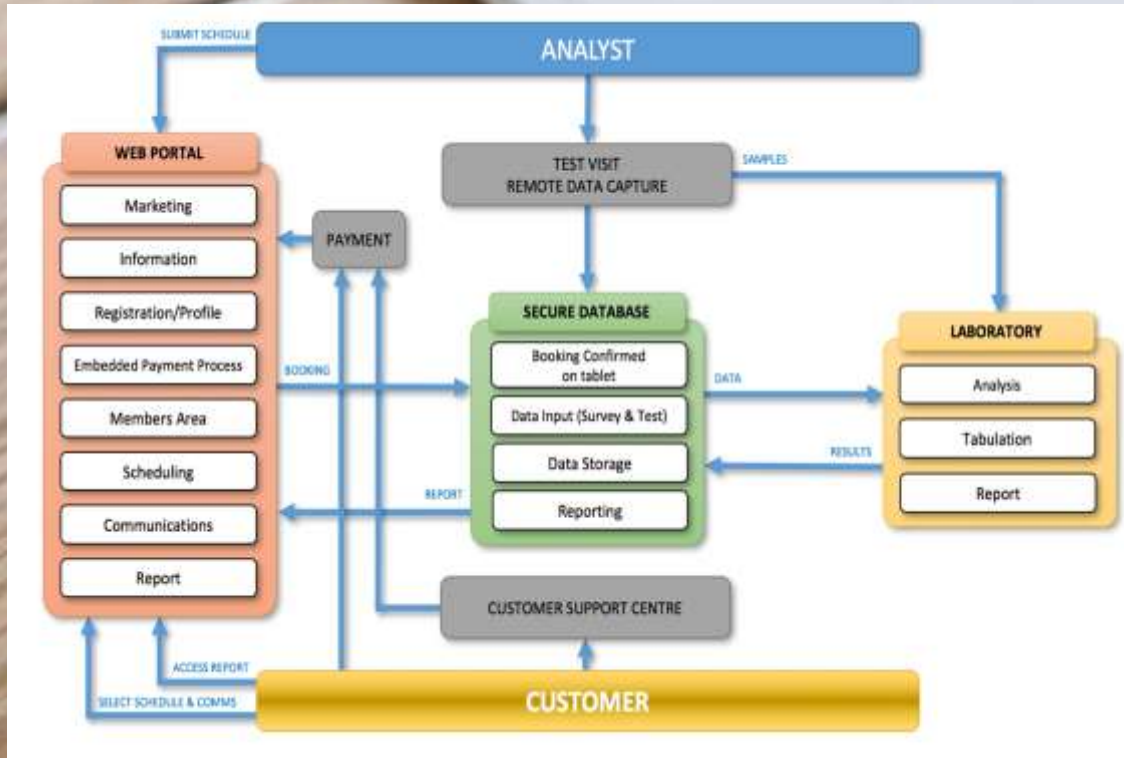 SUBMIT SCHEDULE
ANALYST
WEB PORTAL
Marketing
Information
Registration/Profile
Embedded Payment Process
Members Area
Scheduling
Communications
Report
PAYMENT
TEST VISIT
REMOTE DATA CAPTURE
SAMPLES
BOOKING
SECURE DATABASE
Booking Confirmed
on tablet
Data Input (Survey & Test)
Data Storage
Reporting
DATA
RESULTS
REPORT
LABORATORY
Analysis
Tabulation
Report
CUSTOMER SUPPORT CENTRE
ACCESS REPORT
SELECT SCHEDULE & COMMS
CUSTOMER